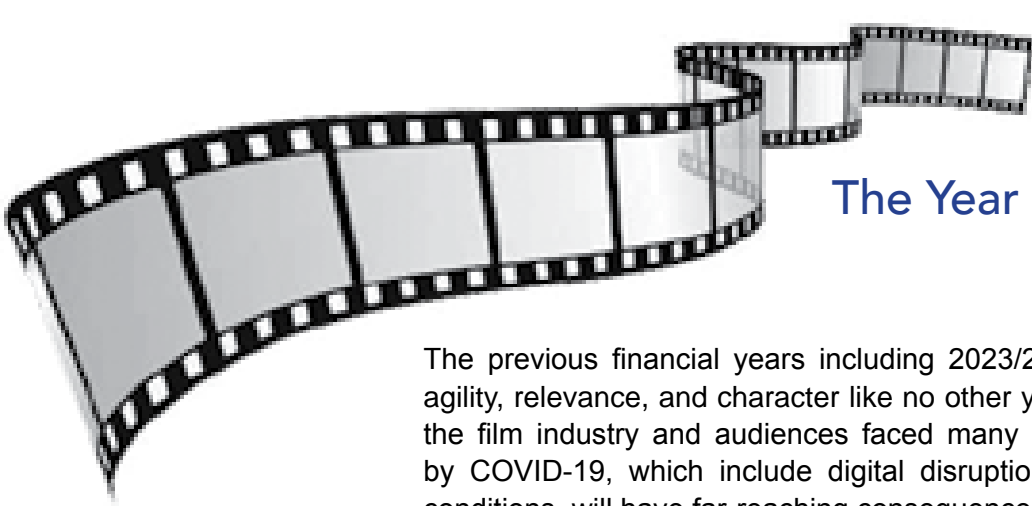 The Year
The previous financial years including 2023/2
agility, relevance, and character like no other y
the film industry and audiences faced many
by COVID-19, which include digital disruptio